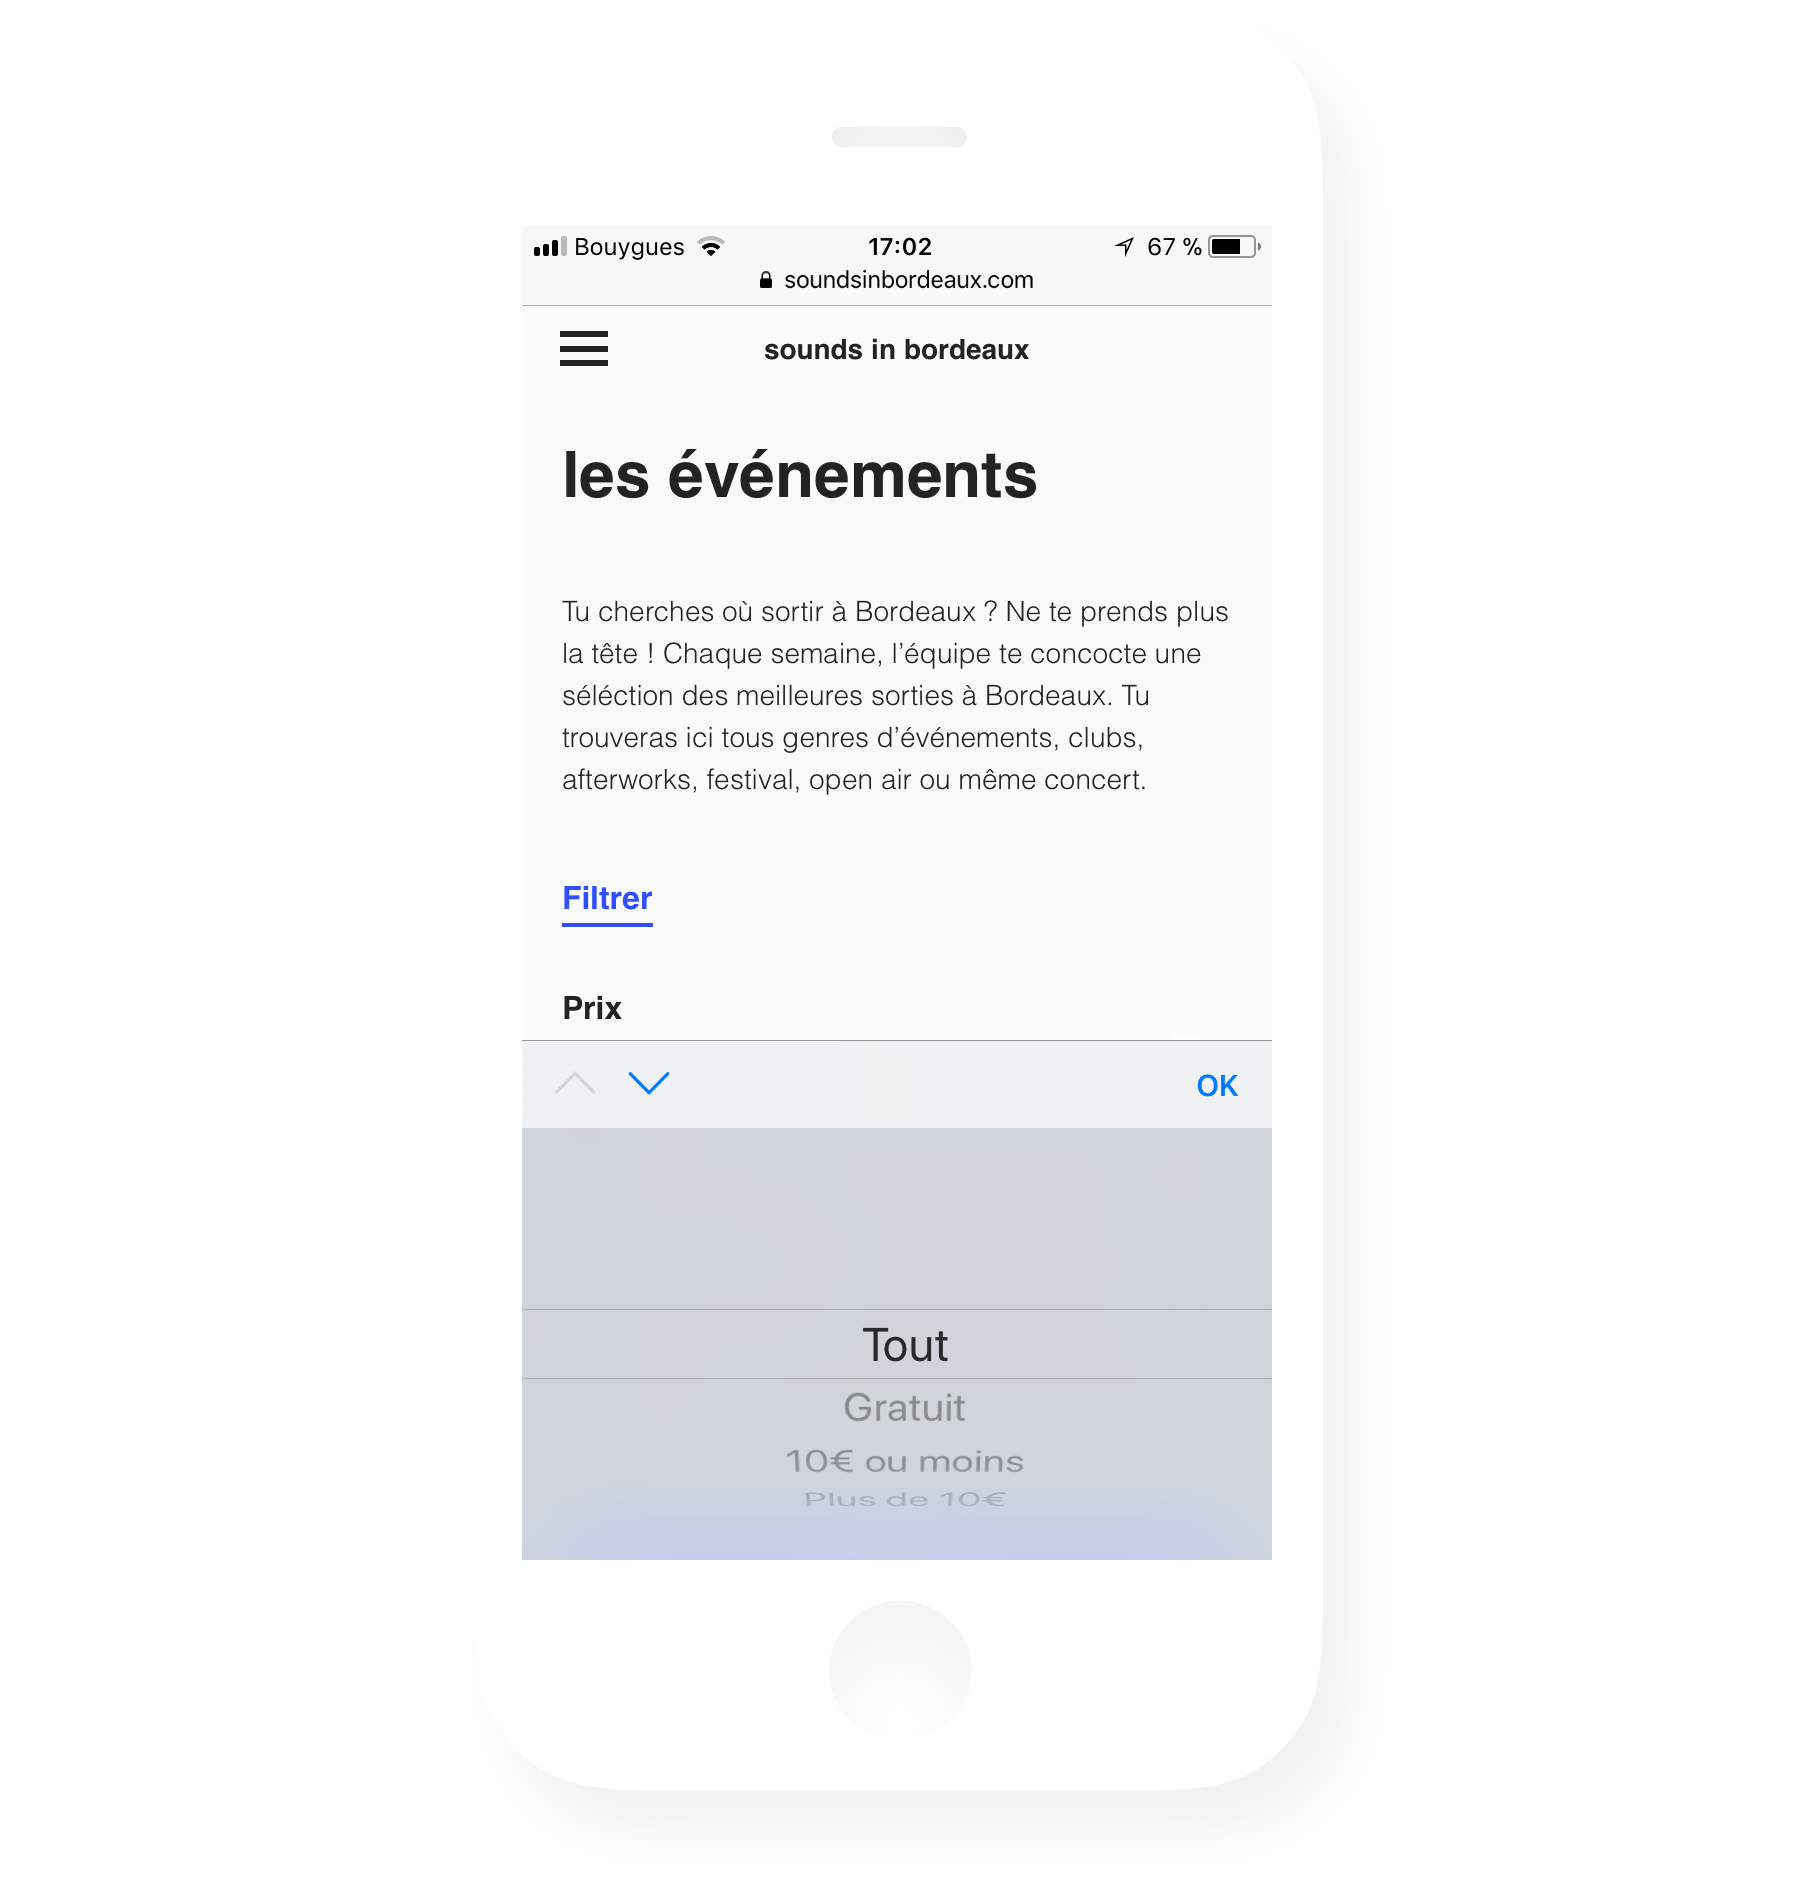 Bouygues 17:02 67 %
soundsinbordeaux.com
sounds in bordeaux
les événements
Tu cherches où sortir à Bordeaux ? Ne te prends plus
la tête ! Chaque semaine, l’équipe te concocte une
séléction des meilleures sorties à Bordeaux. Tu
trouveras ici tous genres d’événements, clubs,
afterworks, festival, open air ou même concert.
Filtrer
Prix
OK
Tout
Gratuit
10€ ou moins
Plus de 10€